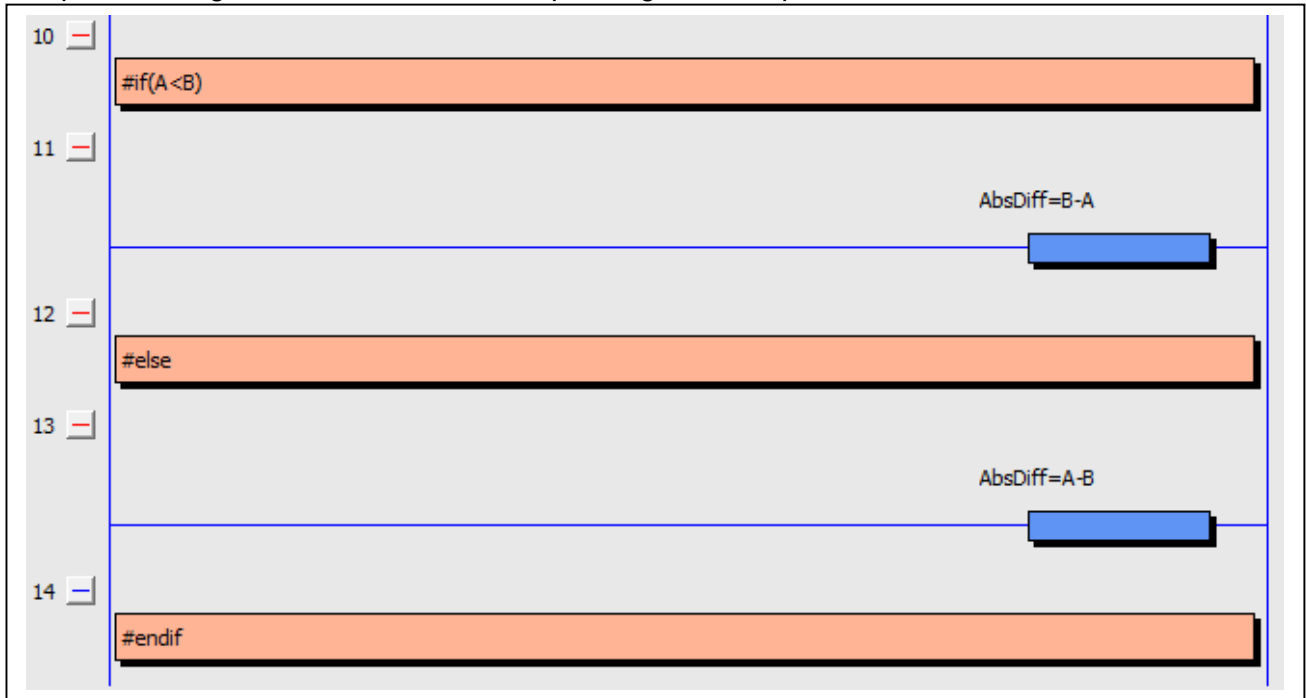 10
#if(A<B)
11
AbsDiff=B-A
12
#else
13
AbsDiff=A-B
14
#endif